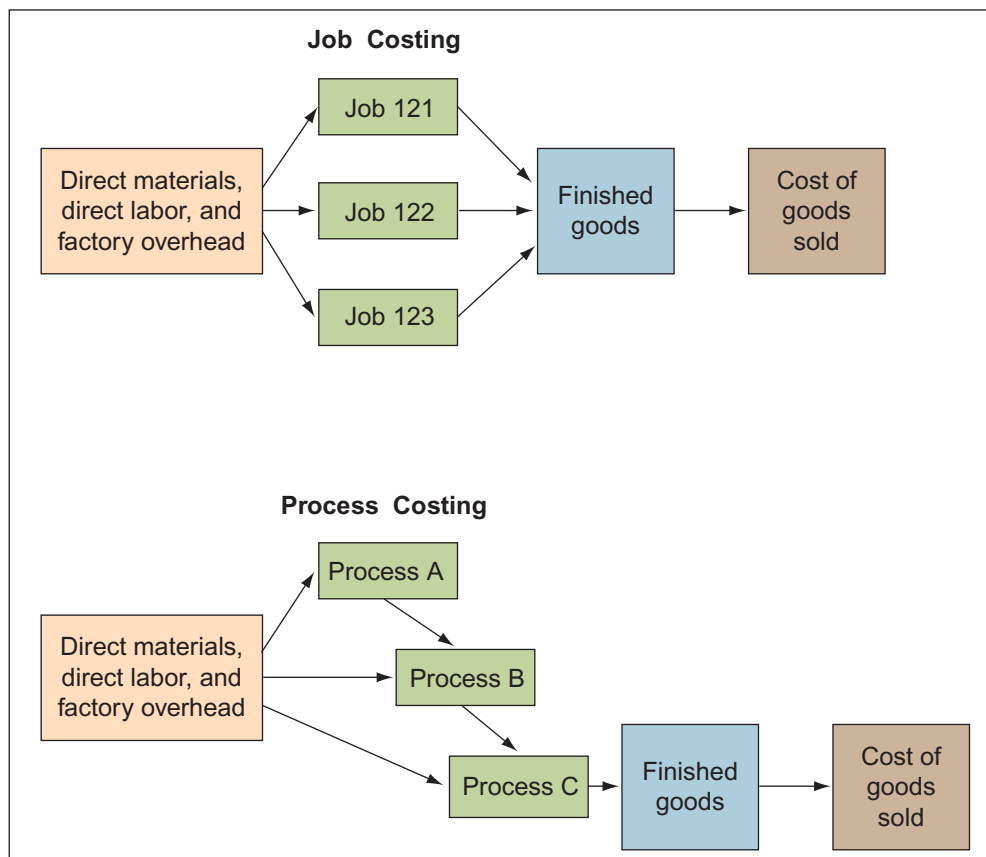 Job Costing
Job 121
Direct materials,
direct labor, and
factory overhead
Job 122
Job 123
Finished
goods
Cost of
goods
sold
Process Costing
Process A
Direct materials,
direct labor, and
factory overhead
Process B
Process C
Finished
goods
Cost of
goods
sold